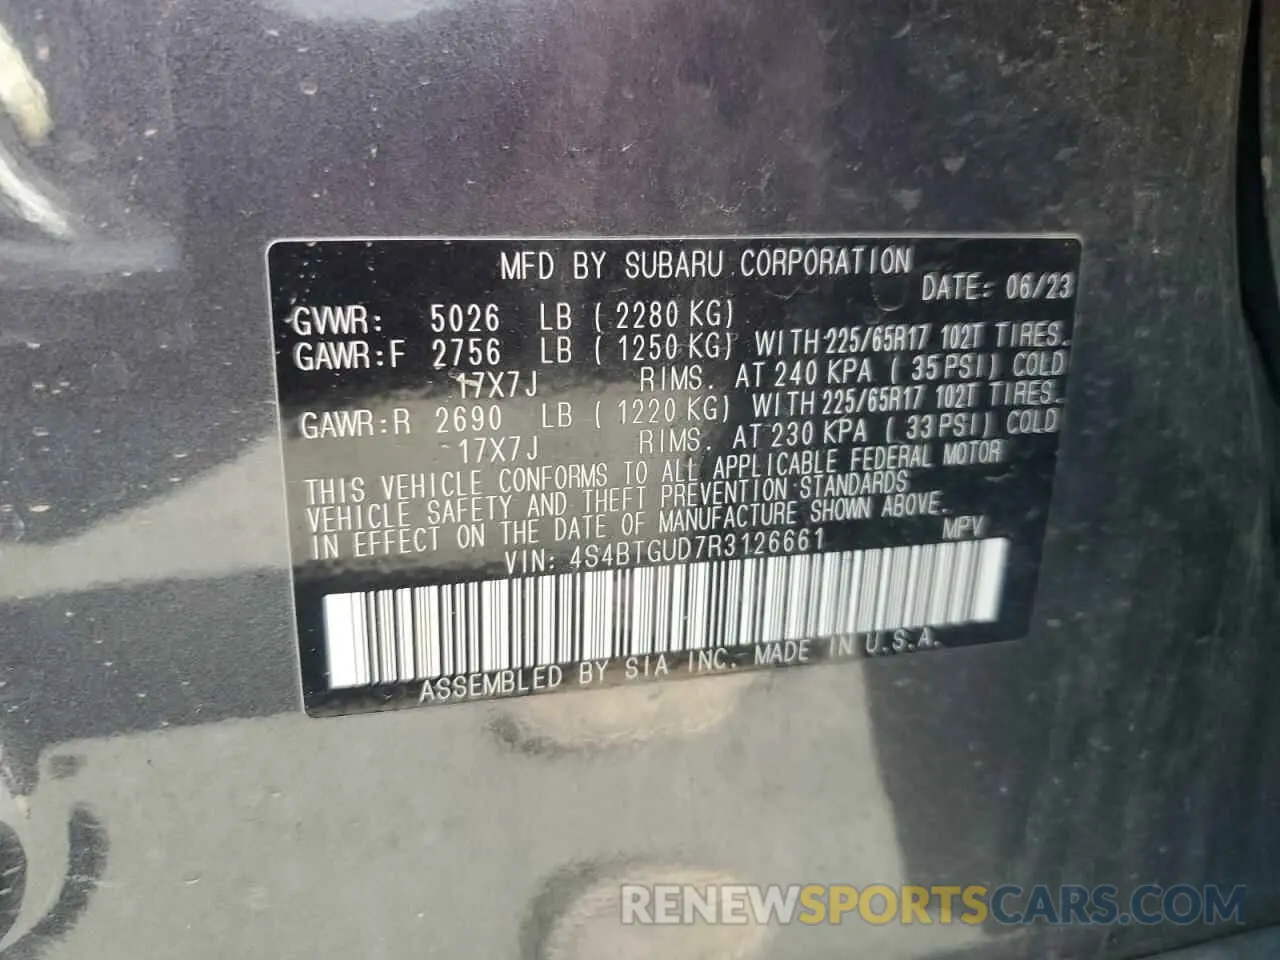 MFD BY SUBARU CORPORATION
DATE: 06/23
GVWR: 5026 LB ( 2280 KG)
GAWR:F 2756 LB ( 1250 KG) WITH 225/65R17 102T TIRES.
17X7J RIMS. AT 240 KPA ( 35 PSI) COLD
GAWR:R 2690 LB ( 1220 KG) WITH 225/65R17 102T TIRES.
17X7J RIMS. AT 230 KPA ( 33 PSI) COLD
THIS VEHICLE CONFORMS TO ALL APPLICABLE FEDERAL MOTOR
VEHICLE SAFETY AND THEFT PREVENTION STANDARDS
IN EFFECT ON THE DATE OF MANUFACTURE SHOWN ABOVE.
VIN: 4S4BTGUD7R3126661 MPV
ASSEMBLED BY SIA INC. MADE IN U.S.A.
RENEWSPORTSCARS.COM